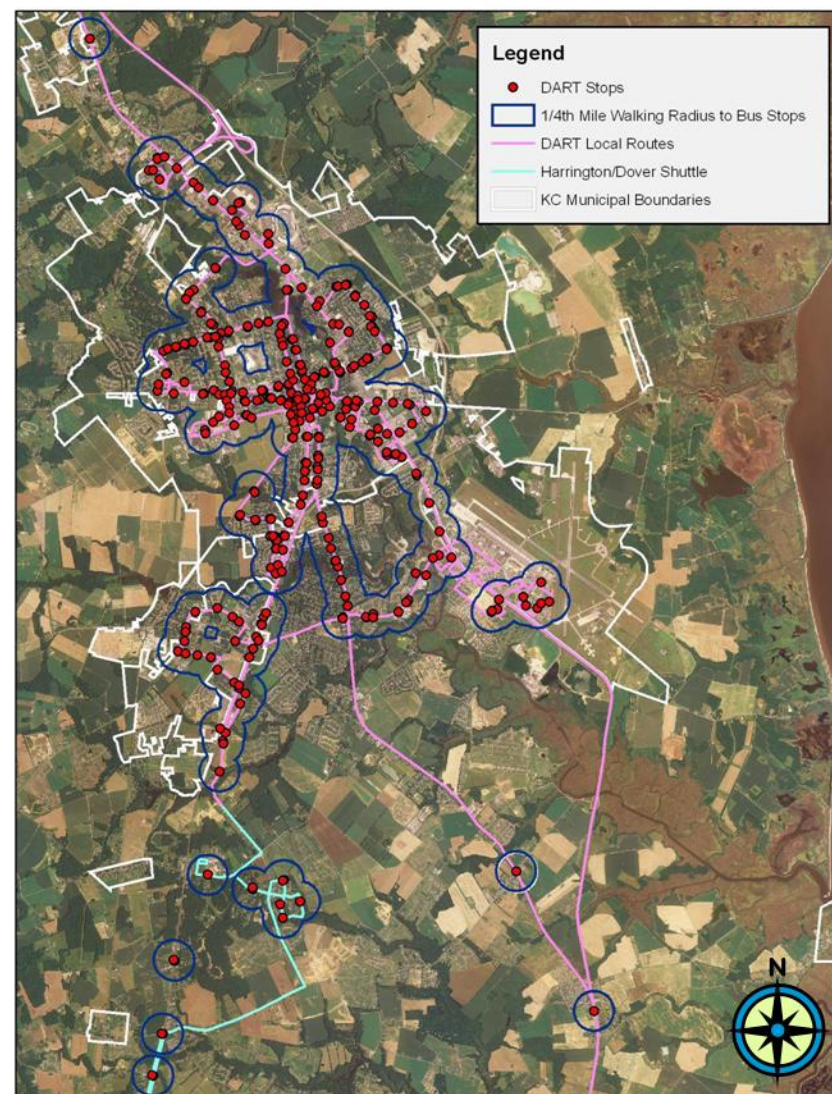 Legend
DART Stops
1/4th Mile Walking Radius to Bus Stops
DART Local Routes
Harrington/Dover Shuttle
KC Municipal Boundaries
N